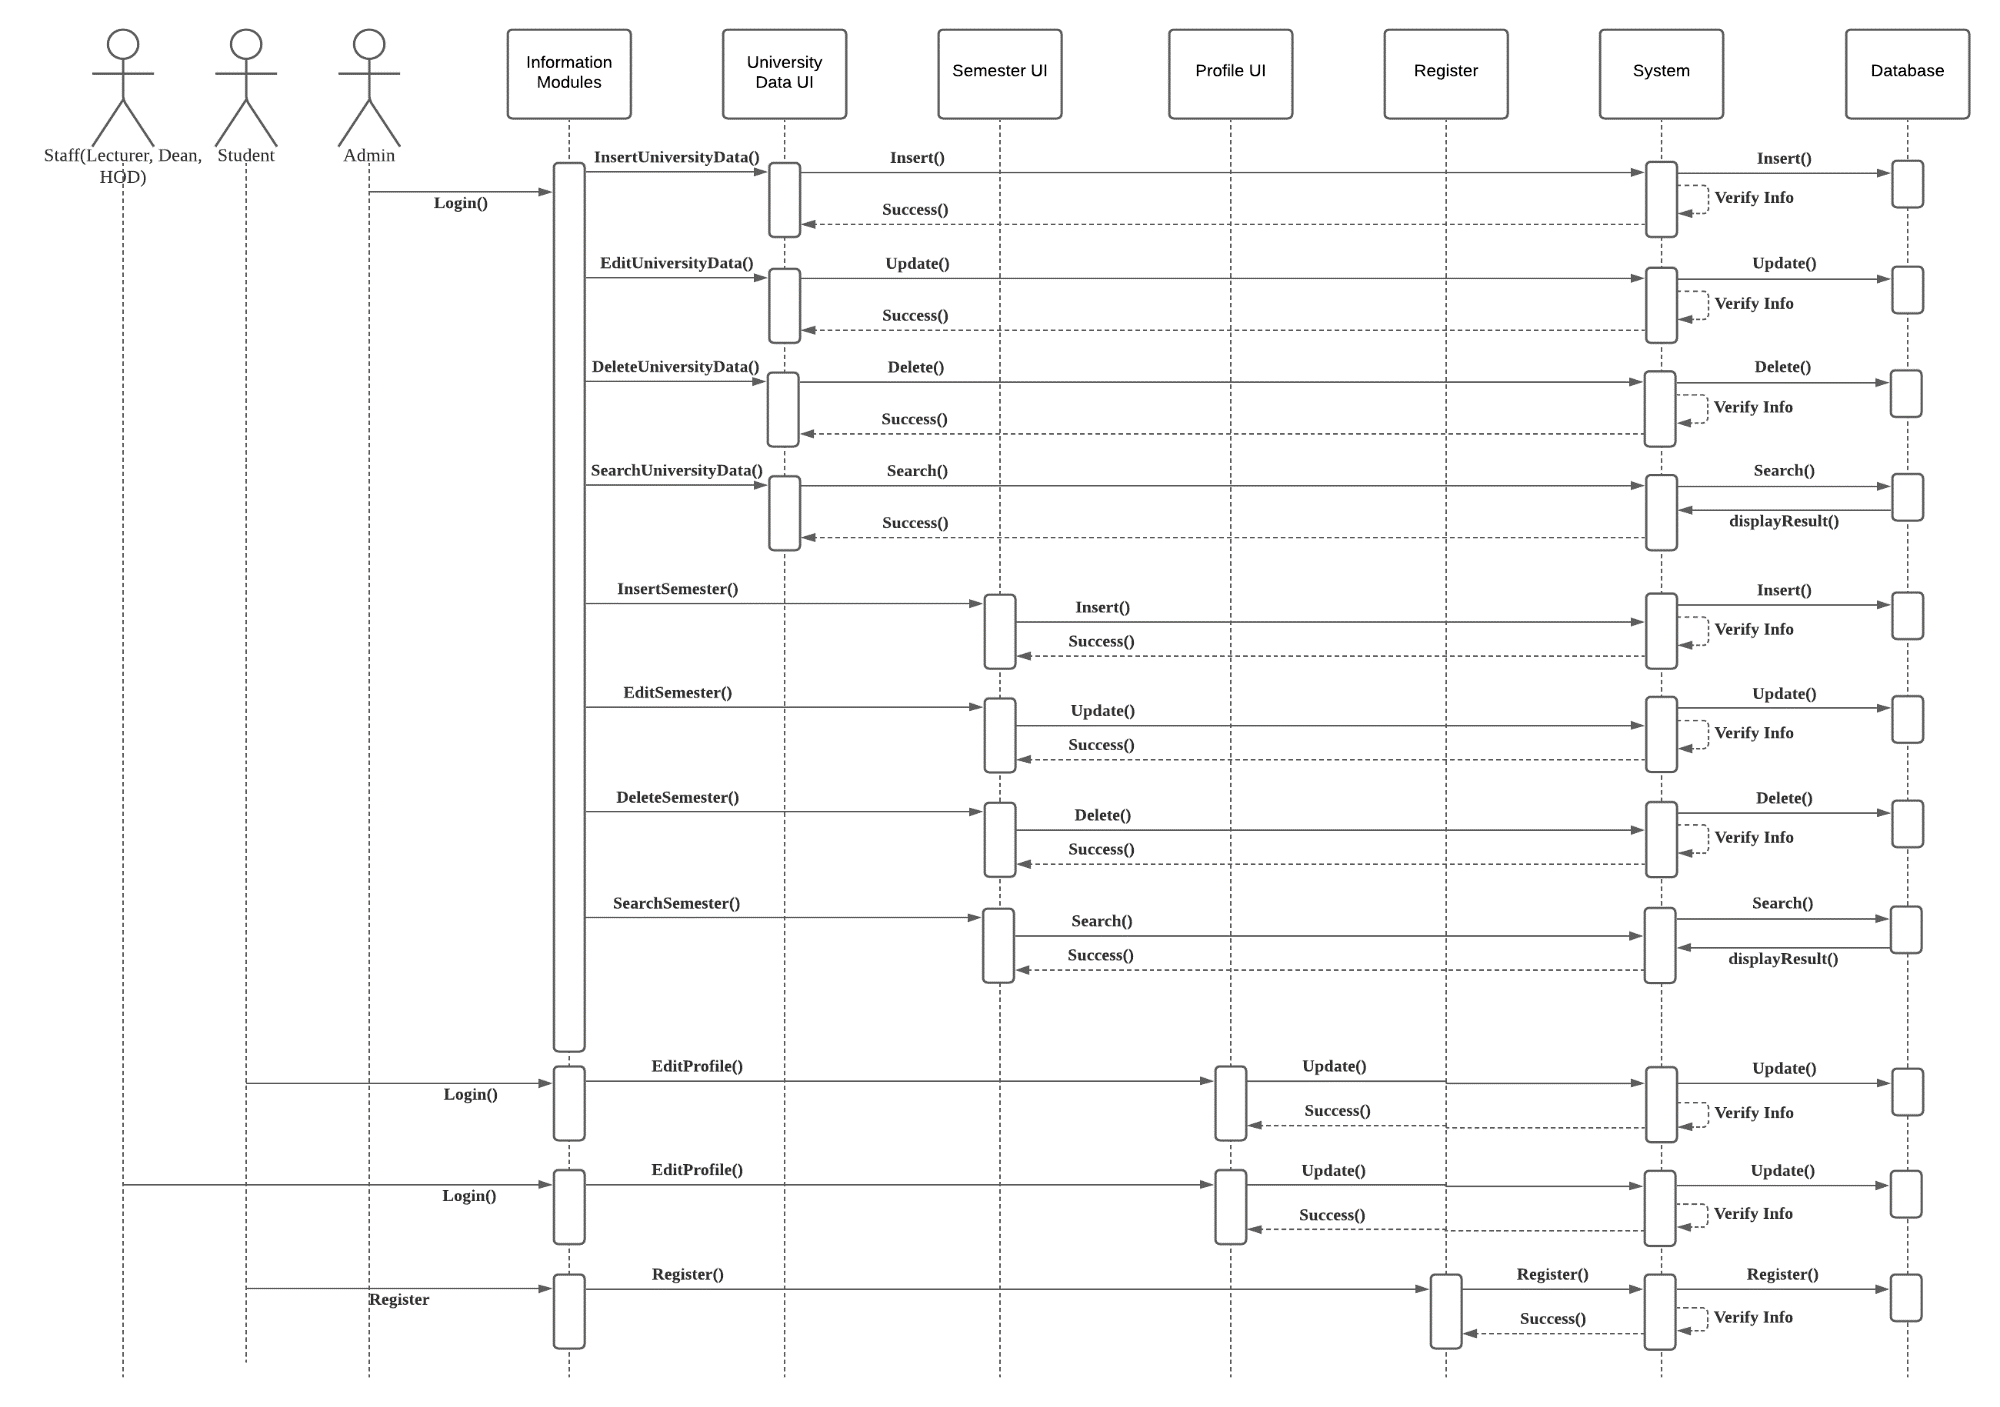 Information
Modules
University
Data UI
Semester UI
Profile UI
Register
System
Database
Staff(Lecturer, Dean,
HOD)
Student
Admin
InsertUniversityData()
Insert()
Insert()
Login()
Verify Info
Success()
EditUniversityData()
Update()
Update()
Verify Info
Success()
DeleteUniversityData()
Delete()
Delete()
Verify Info
Success()
SearchUniversityData()
Search()
Search()
Success()
displayResult()
InsertSemester()
Insert()
Insert()
Verify Info
Success()
EditSemester()
Update()
Update()
Verify Info
Success()
DeleteSemester()
Delete()
Delete()
Verify Info
Success()
SearchSemester()
Search()
Search()
Success()
displayResult()
EditProfile()
Update()
Update()
Login()
Success()
Verify Info
EditProfile()
Update()
Update()
Login()
Success()
Verify Info
Register()
Register()
Register()
Register
Success()
Verify Info